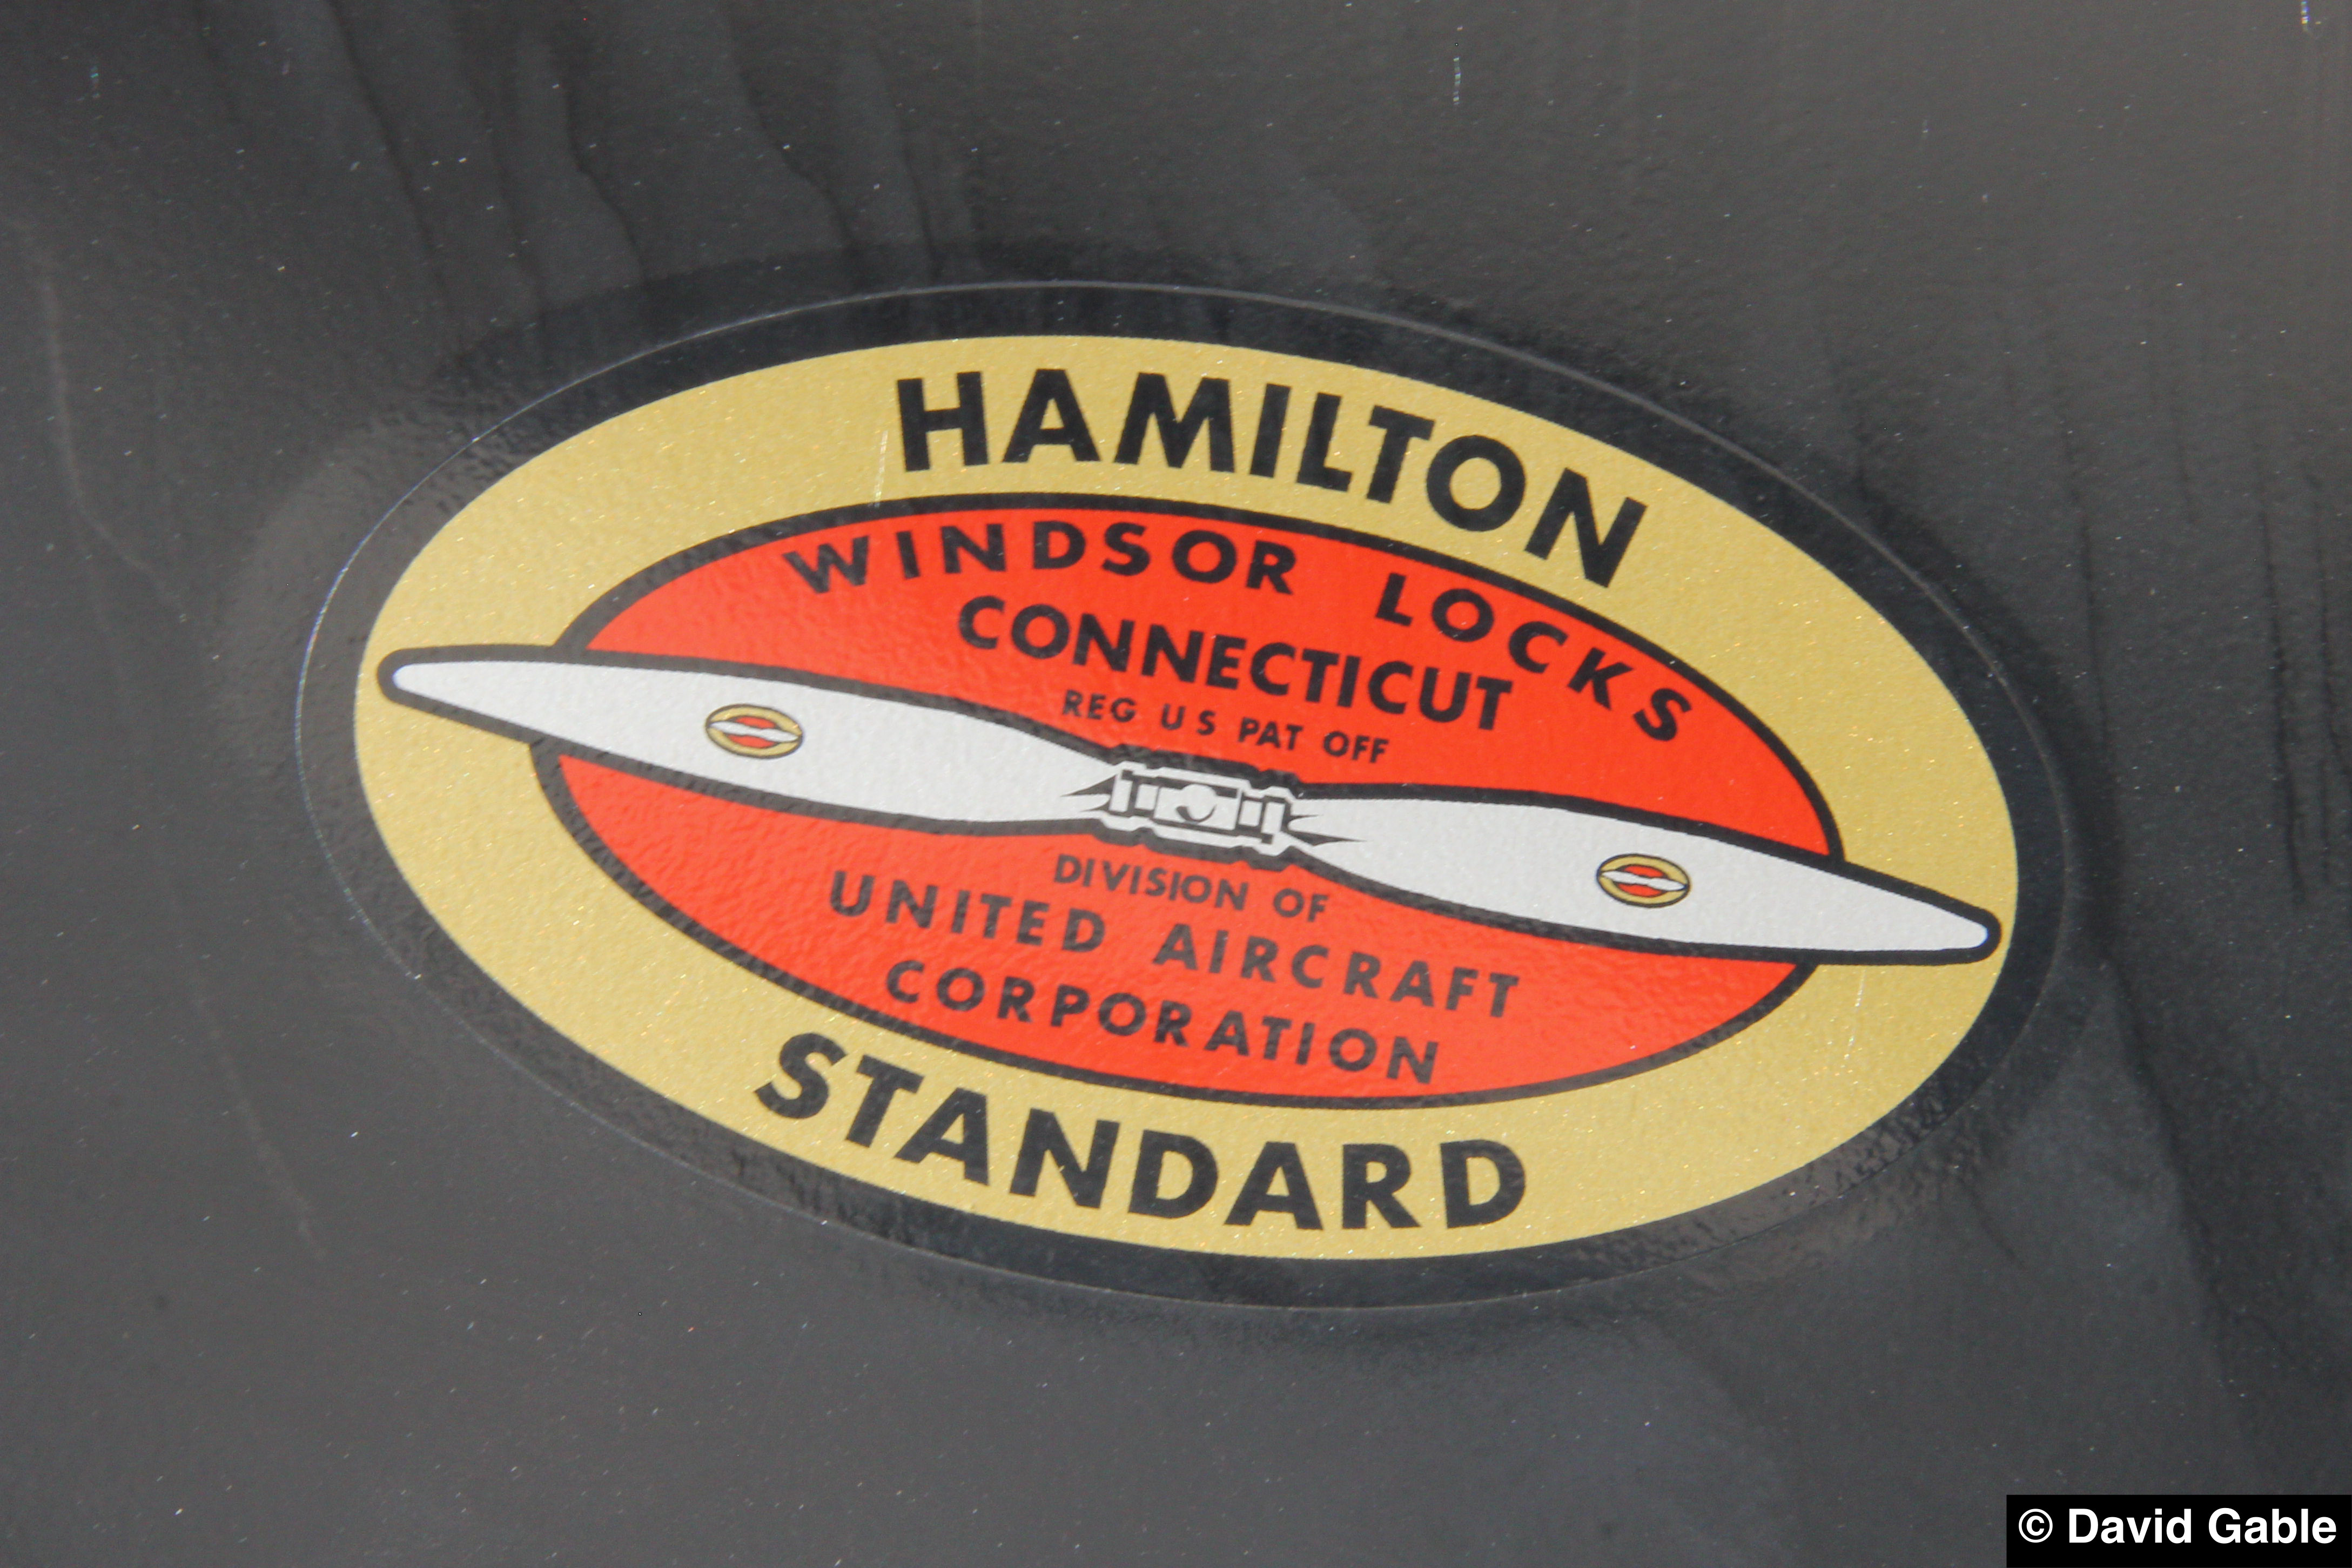 HAMILTON
WINDSOR LOCKS
CONNECTICUT
REG US PAT OFF
DIVISION OF
UNITED AIRCRAFT
CORPORATION
STANDARD
© David Gable